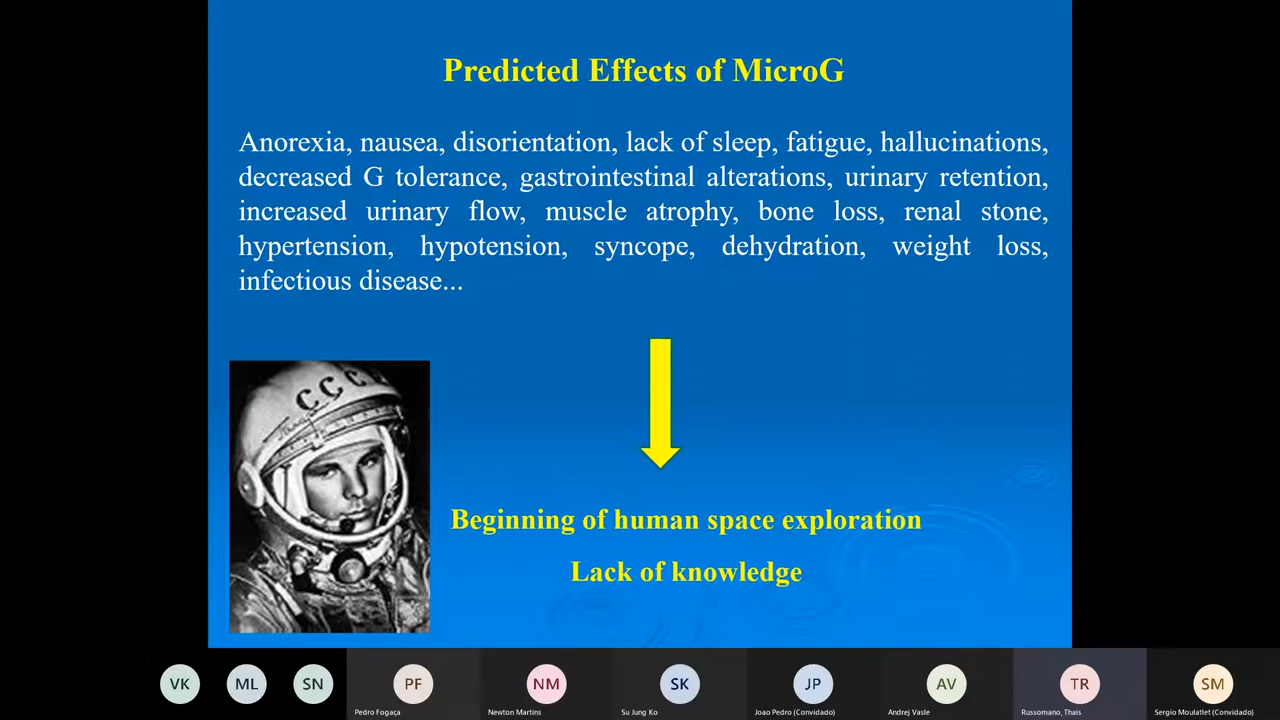 Predicted Effects of MicroG
Anorexia, nausea, disorientation, lack of sleep, fatigue, hallucinations,
decreased G tolerance, gastrointestinal alterations, urinary retention,
increased urinary flow, muscle atrophy, bone loss, renal stone,
hypertension, hypotension, syncope, dehydration, weight loss,
infectious disease...
CCCP
Beginning of human space exploration
Lack of knowledge
VK ML SN PF NM SK JP AV TR SM
Pedro Fogaça Newton Martins Su Jung Ko Joao Pedro (Convidado) Andrej Vasle Russomano, Thais Sergio Moulatlet (Convidado)